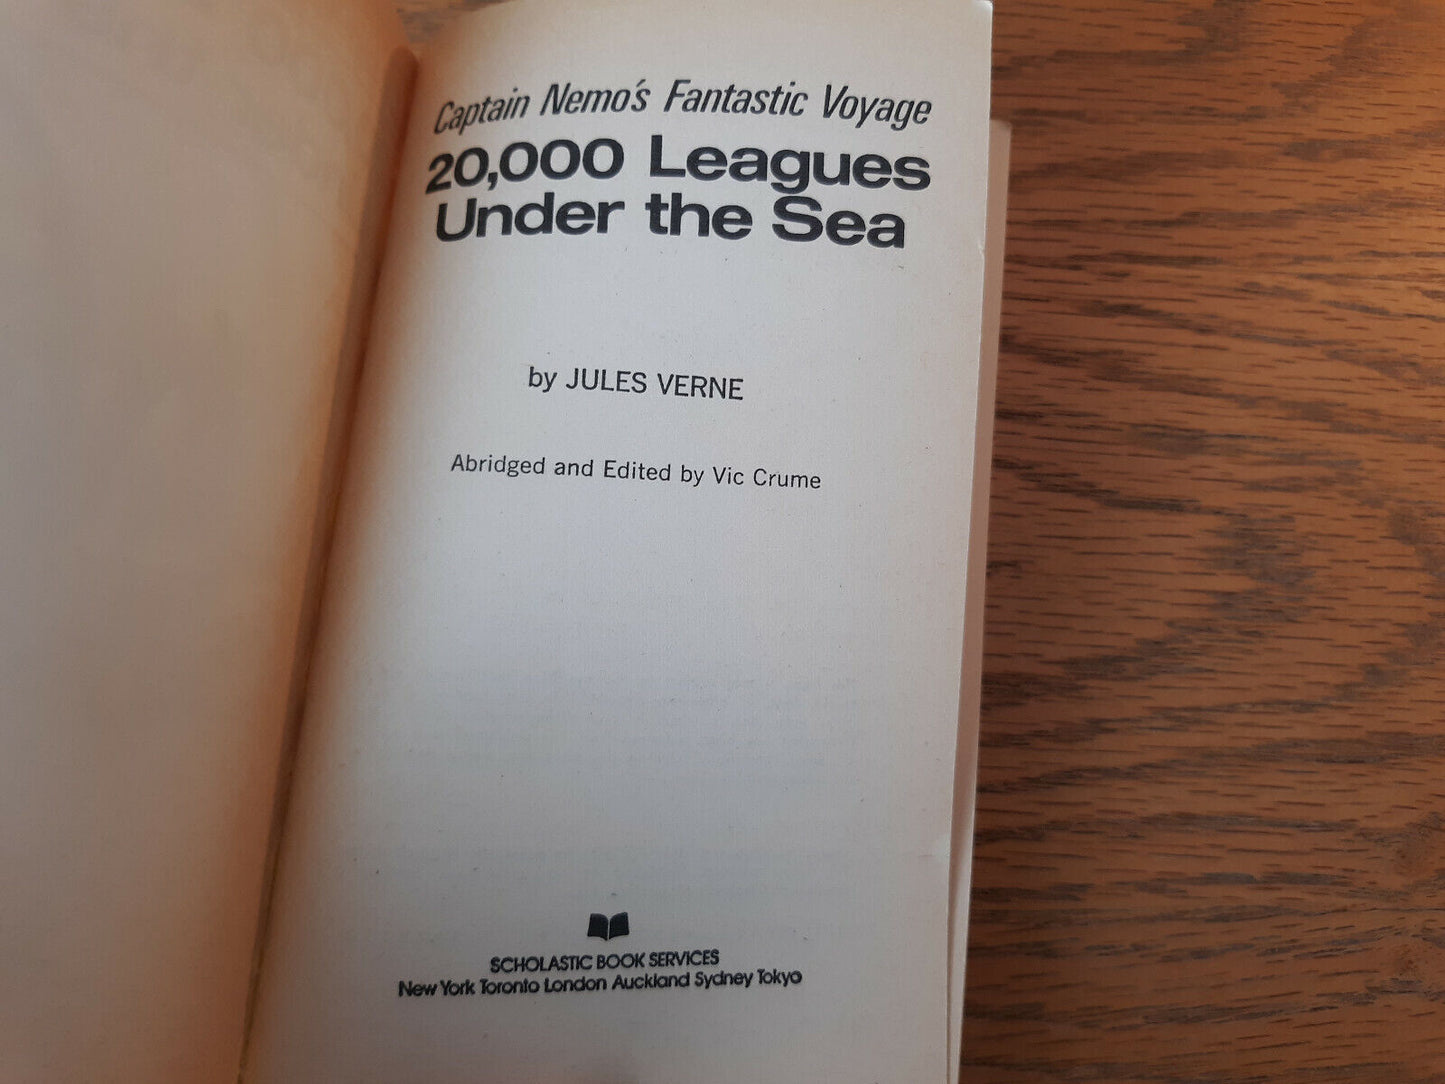 Captain Nemo's Fantastic Voyage
20,000 Leagues
Under the Sea
by JULES VERNE
Abridged and Edited by Vic Crume
SCHOLASTIC BOOK SERVICES
New York Toronto London Auckland Sydney Tokyo